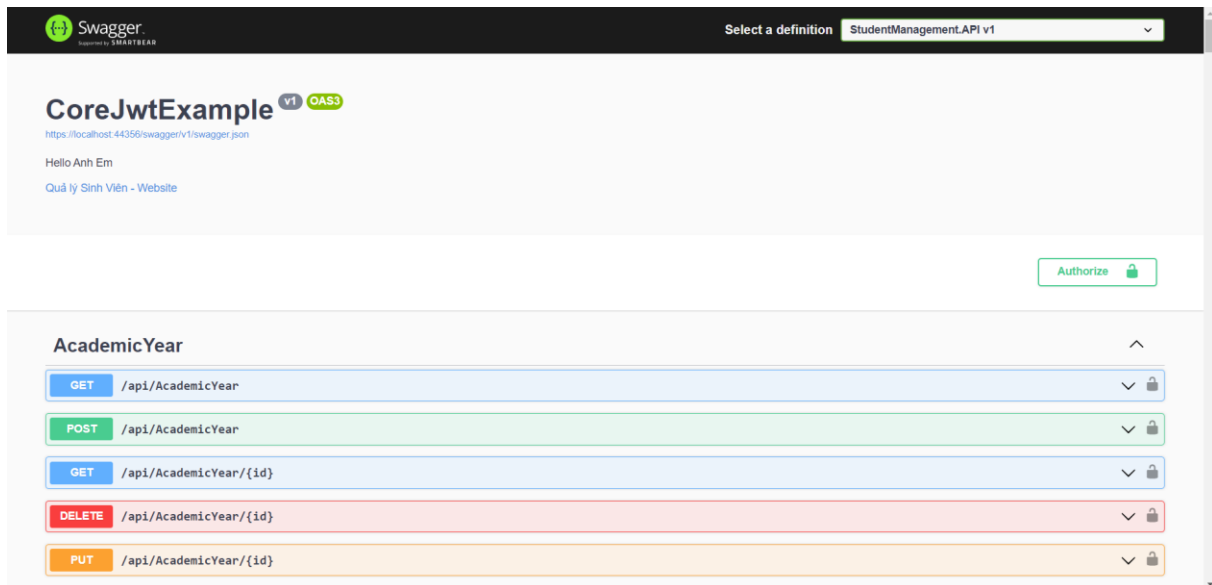 Swagger.
Supported by SMARTBEAR
Select a definition
StudentManagement.API v1
CoreJwtExample v1 OAS3
https://localhost:44356/swagger/v1/swagger.json
Hello Anh Em
Quả lý Sinh Viên - Website
Authorize
AcademicYear
GET /api/AcademicYear
POST /api/AcademicYear
GET /api/AcademicYear/{id}
DELETE /api/AcademicYear/{id}
PUT /api/AcademicYear/{id}